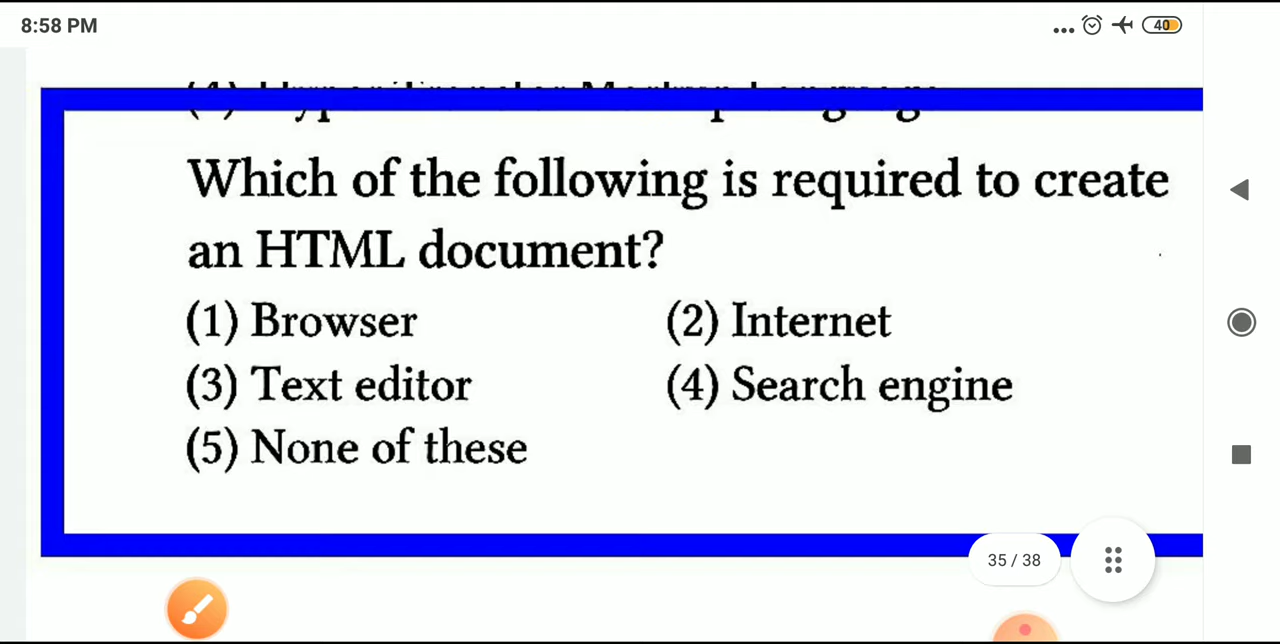 8:58 PM
40
Which of the following is required to create
an HTML document?
(1) Browser (2) Internet
(3) Text editor (4) Search engine
(5) None of these
35 / 38